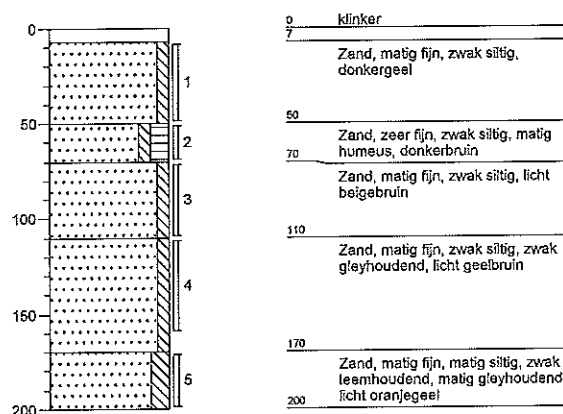 0
50
100
150
200
1
2
3
4
5
0 klinker
7
Zand, matig fijn, zwak siltig,
donkergeel
50
Zand, zeer fijn, zwak siltig, matig
humeus, donkerbruin
70
Zand, matig fijn, zwak siltig, licht
beigebruin
110
Zand, matig fijn, zwak siltig, zwak
gleyhoudend, licht geelbruin
170
Zand, matig fijn, matig siltig, zwak
leemhoudend, matig gleyhoudend
licht oranjegeel
200